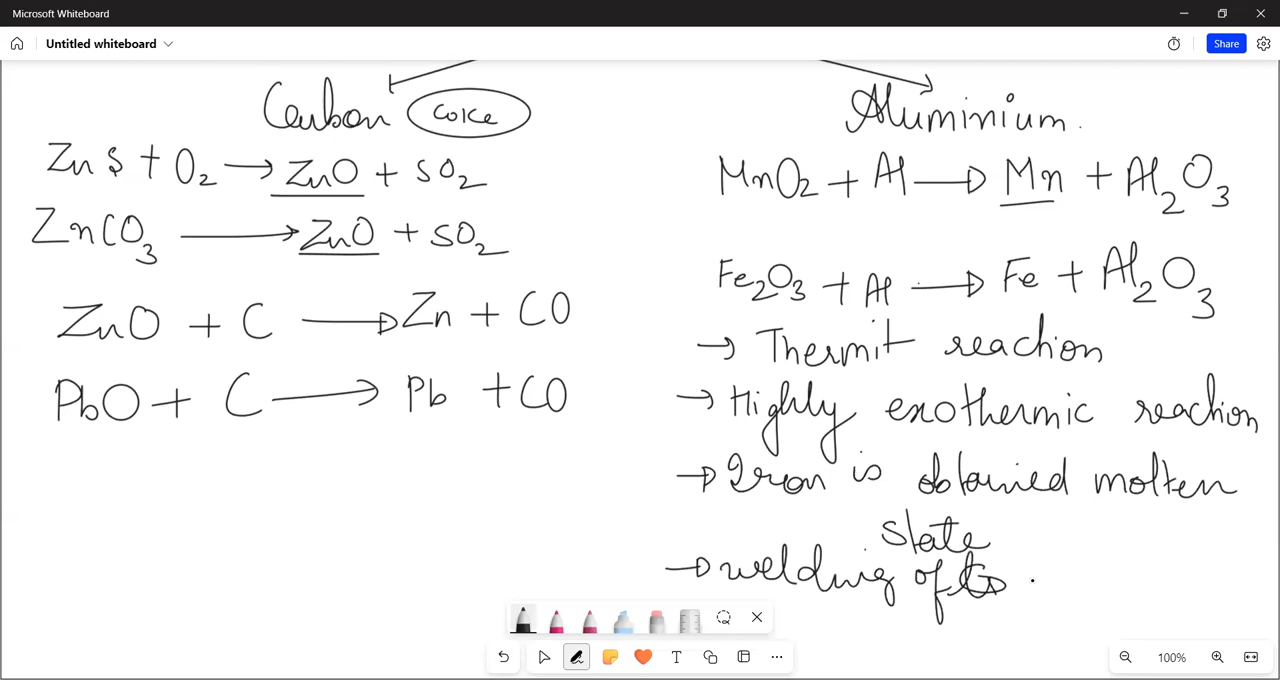 Microsoft Whiteboard
Untitled whiteboard
Share
Carbon Coke
ZnS + O2 → ZnO + SO2
ZnCO3 → ZnO + SO2
ZnO + C → Zn + CO
PbO + C → Pb + CO
Aluminium.
MnO2 + Al → Mn + Al2O3
Fe2O3 + Al → Fe + Al2O3
→ Thermit reaction
→ Highly exothermic reaction
→ Iron is obtained molten
state
→ welding of
100%